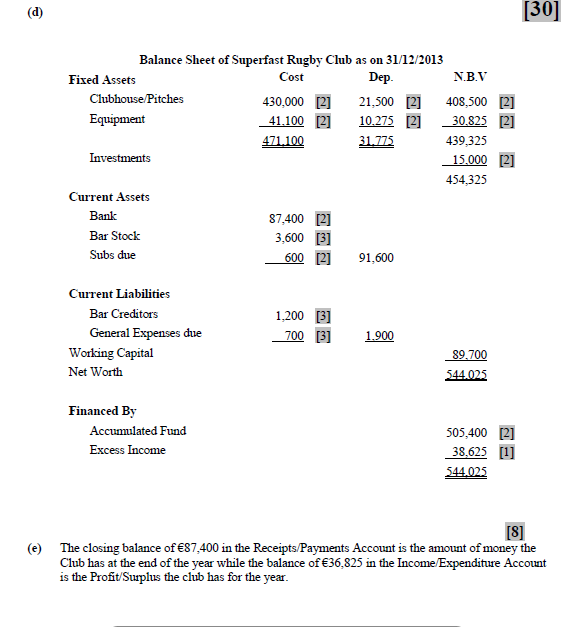 (d) [30]
Balance Sheet of Superfast Rugby Club as on 31/12/2013
Fixed Assets Cost Dep. N.B.V
Clubhouse/Pitches 430,000 [2] 21,500 [2] 408,500 [2]
Equipment 41,100 [2] 10,275 [2] 30,825 [2]
471,100 31,775 439,325
Investments 15,000 [2]
454,325
Current Assets
Bank 87,400 [2]
Bar Stock 3,600 [3]
Subs due 600 [2] 91,600
Current Liabilities
Bar Creditors 1,200 [3]
General Expenses due 700 [3] 1,900
Working Capital 89,700
Net Worth 544,025
Financed By
Accumulated Fund 505,400 [2]
Excess Income 38,625 [1]
544,025
[8]
(e) The closing balance of €87,400 in the Receipts/Payments Account is the amount of money the
Club has at the end of the year while the balance of €36,825 in the Income/Expenditure Account
is the Profit/Surplus the club has for the year.